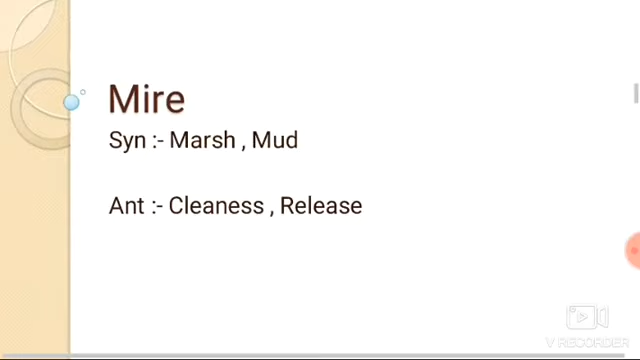 Mire
Syn :- Marsh , Mud
Ant :- Cleaness , Release
V RECORDER